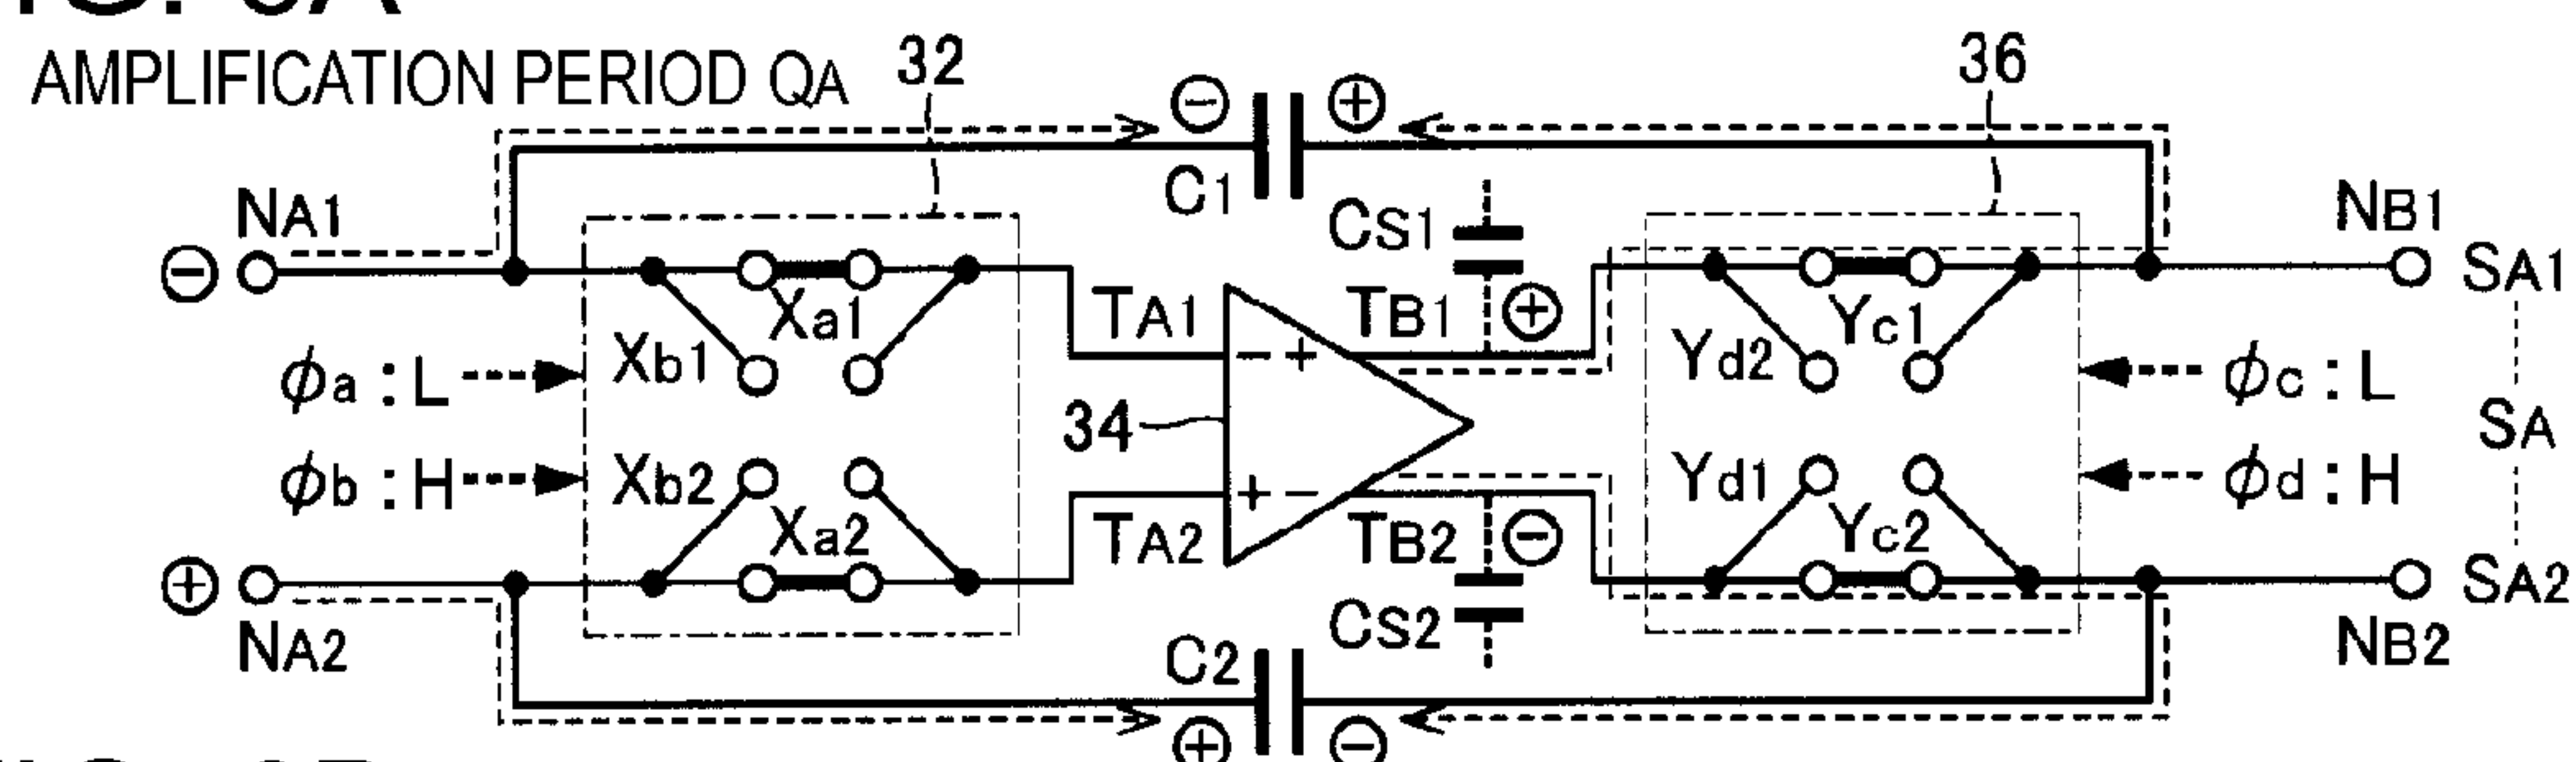 AMPLIFICATION PERIOD QA
32
36
⊖ ⊕
C1
NA1
CS1
NB1
⊖
SA1
Xa1
TA1
TB1
⊕
Yc1
Xb1
− +
Yd2
ϕa : L
ϕc : L
34
SA
ϕb : H
Xb2
+ −
Yd1
ϕd : H
Xa2
TA2
TB2
⊖
Yc2
⊕
SA2
NA2
CS2
NB2
C2
⊕ ⊖